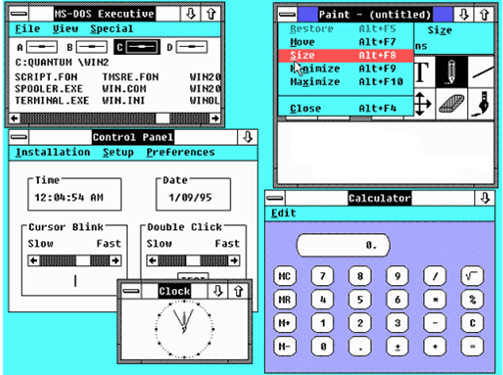 MS-DOS Executive
File View Special
A B C D
C:QUANTUM \WIN2
SCRIPT.FON TMSRE.FON WIN20
SPOOLER.EXE WIN.COM WIN20
TERMINAL.EXE WIN.INI WINOL
Paint - (untitled)
Restore Alt+F5
Move Alt+F7
Size Alt+F8
Minimize Alt+F9
Maximize Alt+F10
Close Alt+F4
Size
ns
T
Control Panel
Installation Setup Preferences
Time
12:04:54 AM
Date
1/09/95
Cursor Blink
Slow Fast
Double Click
Slow Fast
Clock
Calculator
Edit
0.
MC 7 8 9 / √
MR 4 5 6 * %
M+ 1 2 3 - C
M- 0 . ± + =